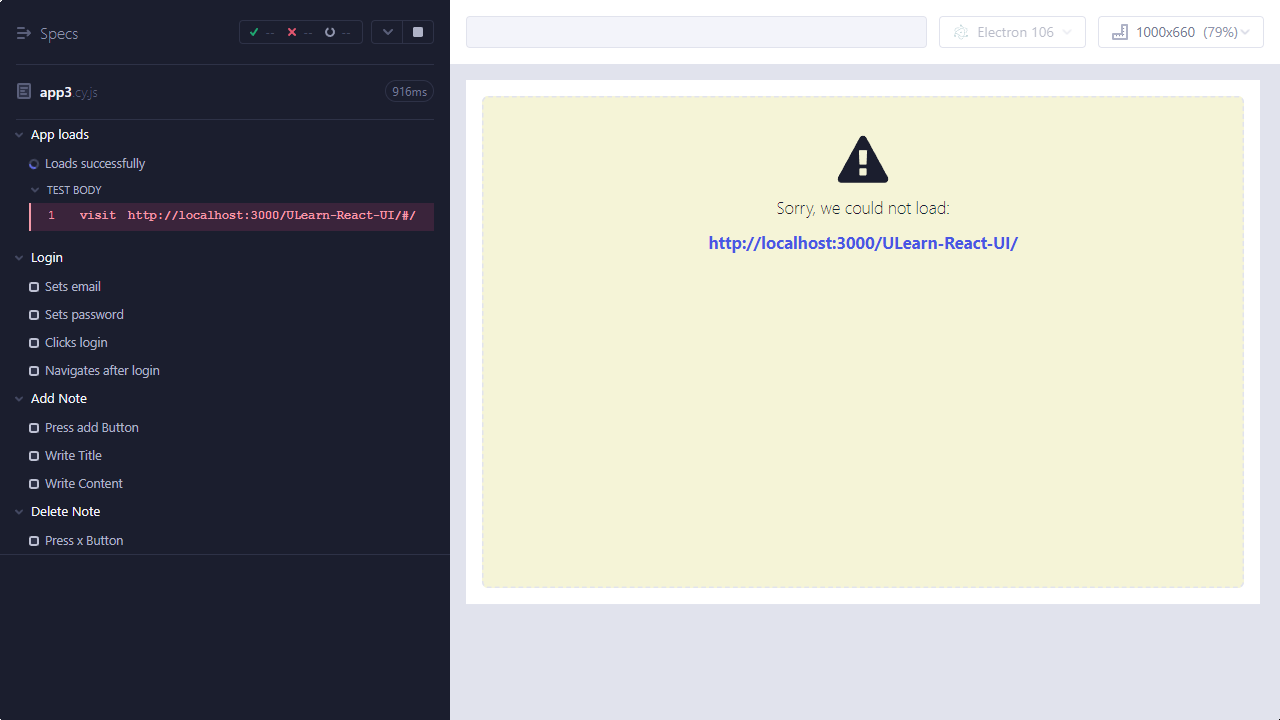 Specs
--
--
--
app3.cy.js
916ms
App loads
Loads successfully
TEST BODY
1 visit http://localhost:3000/ULearn-React-UI/#/
Login
Sets email
Sets password
Clicks login
Navigates after login
Add Note
Press add Button
Write Title
Write Content
Delete Note
Press x Button
Electron 106
1000x660 (79%)
Sorry, we could not load:
http://localhost:3000/ULearn-React-UI/